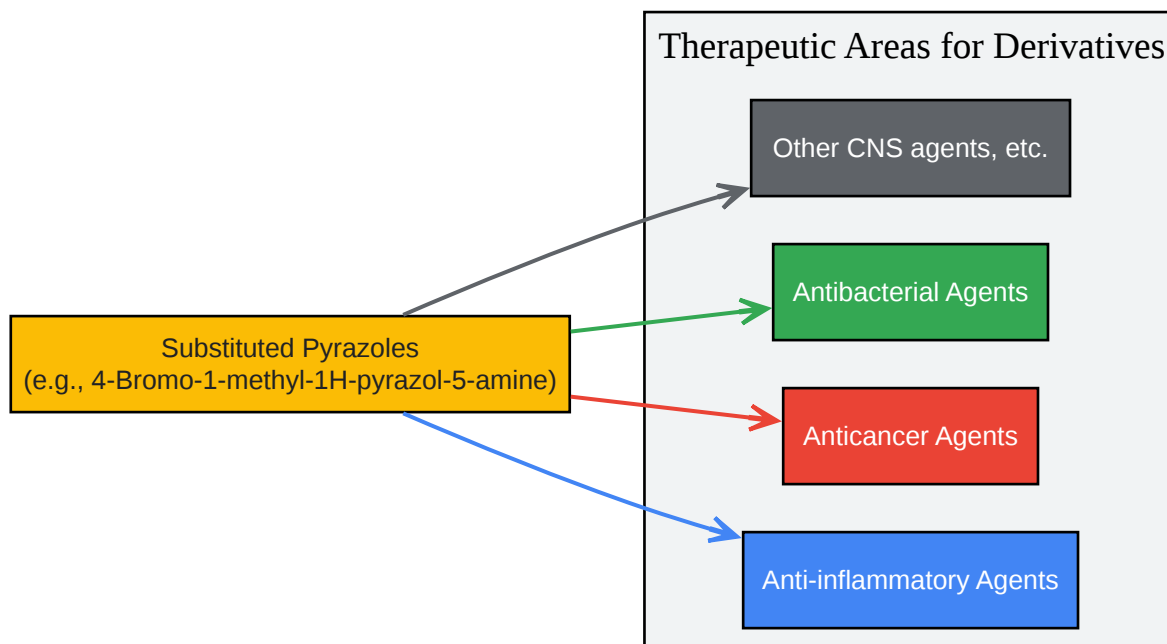 Therapeutic Areas for Derivatives
Other CNS agents, etc.
Antibacterial Agents
Substituted Pyrazoles
(e.g., 4-Bromo-1-methyl-1H-pyrazol-5-amine)
Anticancer Agents
Anti-inflammatory Agents